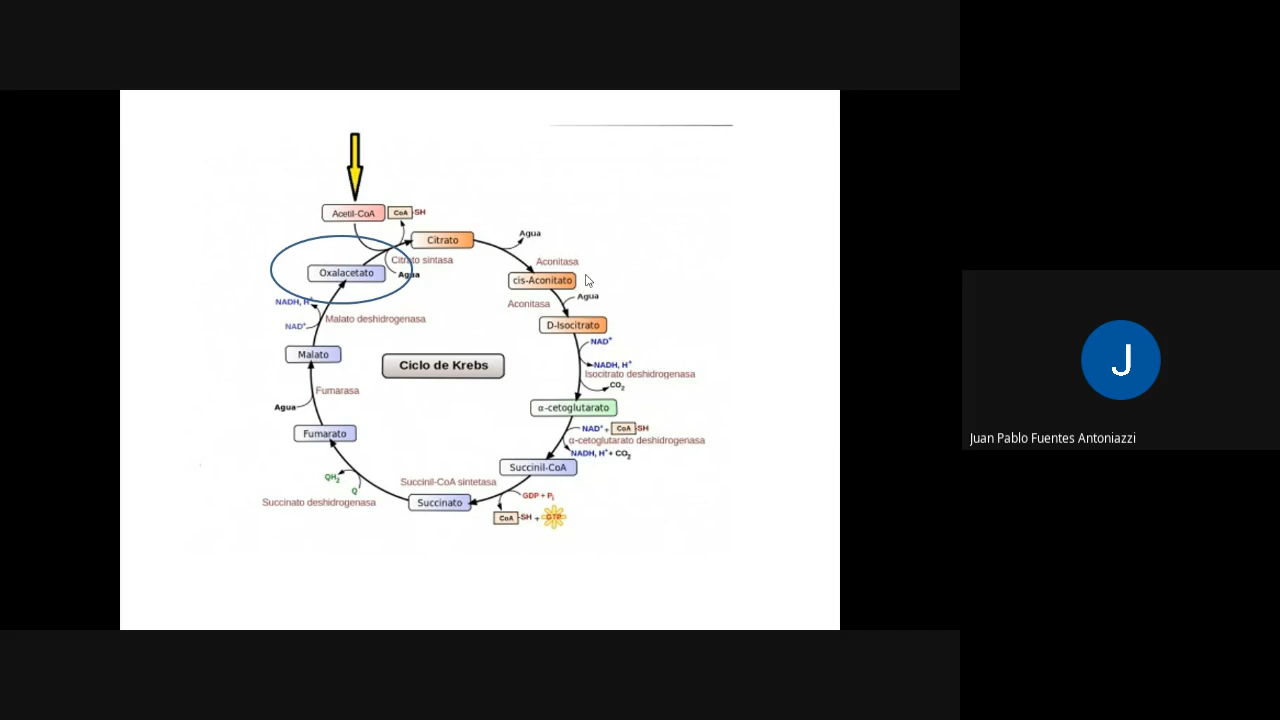 Acetil-CoA
CoA -SH
Citrato
Agua
Citrato sintasa
Agua
Oxalacetato
Aconitasa
cis-Aconitato
Aconitasa
Agua
D-Isocitrato
NAD+
NADH, H+
Isocitrato deshidrogenasa
CO2
α-cetoglutarato
NAD+ + CoA -SH
α-cetoglutarato deshidrogenasa
NADH, H+ + CO2
Succinil-CoA
Succinil-CoA sintetasa
GDP + Pi
CoA -SH + GTP
Succinato
Succinato deshidrogenasa
Q
QH2
Fumarato
Agua
Fumarasa
Malato
NAD+
Malato deshidrogenasa
NADH, H+
Ciclo de Krebs
J
Juan Pablo Fuentes Antoniazzi